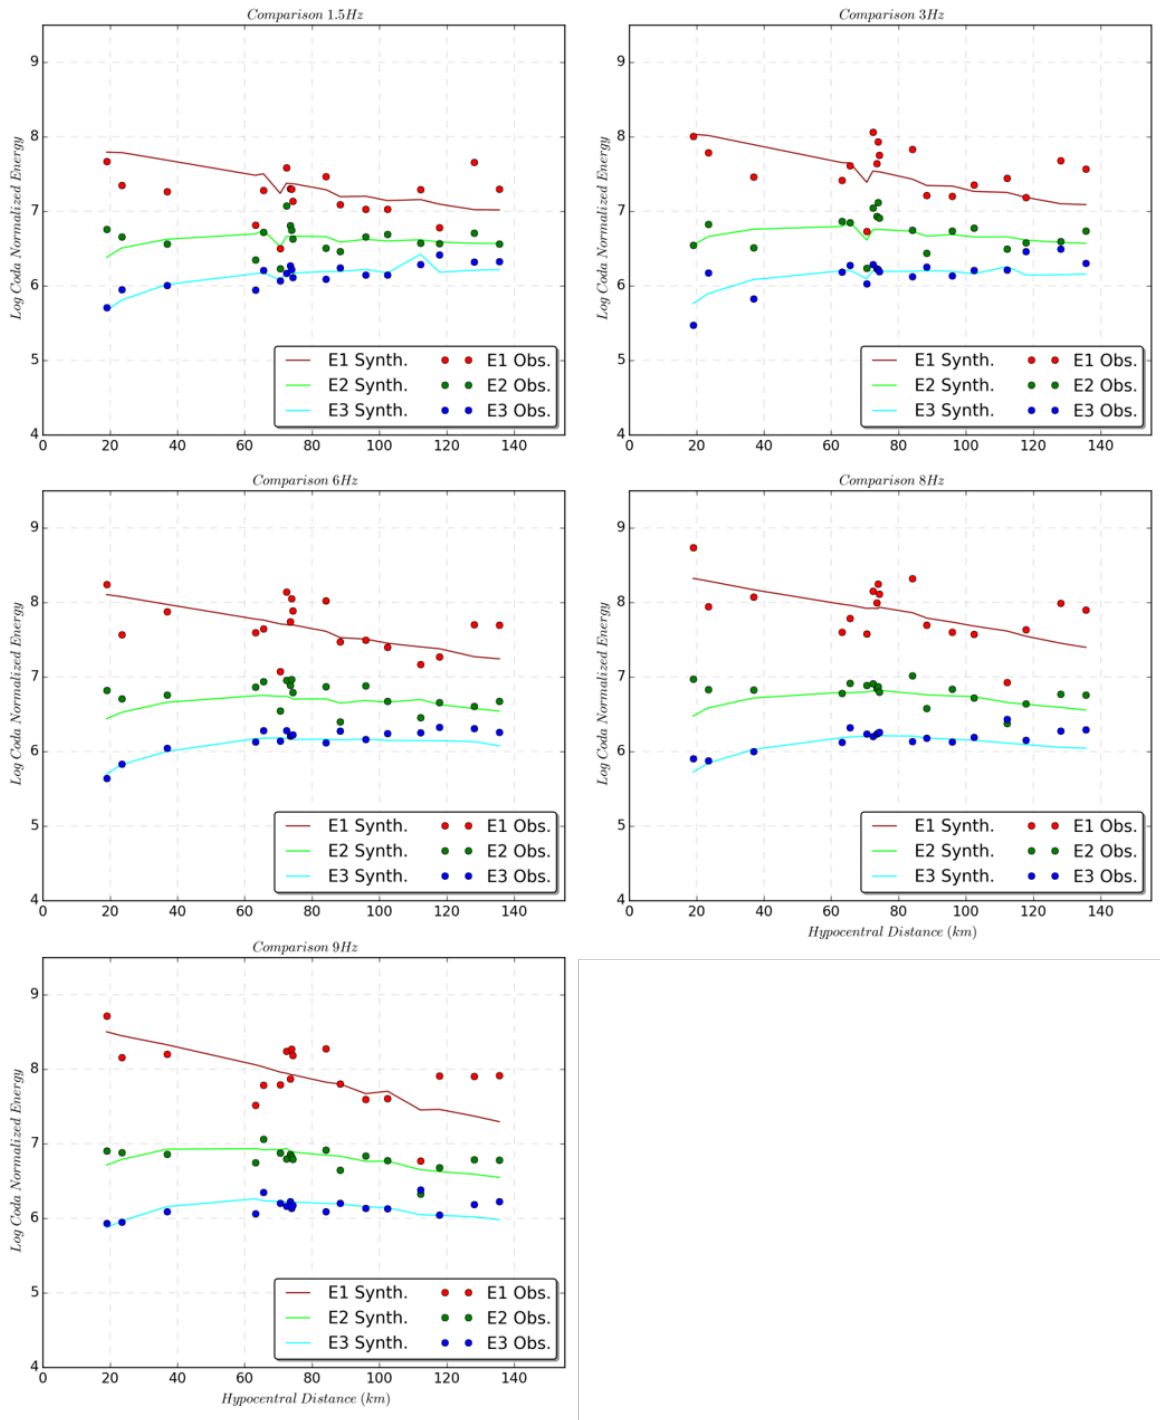 Comparison 1.5Hz
Log Coda Normalized Energy
9
8
7
6
5
4
0 20 40 60 80 100 120 140
E1 Synth. E1 Obs.
E2 Synth. E2 Obs.
E3 Synth. E3 Obs.
Comparison 3Hz
Log Coda Normalized Energy
9
8
7
6
5
4
0 20 40 60 80 100 120 140
E1 Synth. E1 Obs.
E2 Synth. E2 Obs.
E3 Synth. E3 Obs.
Comparison 6Hz
Log Coda Normalized Energy
9
8
7
6
5
4
0 20 40 60 80 100 120 140
E1 Synth. E1 Obs.
E2 Synth. E2 Obs.
E3 Synth. E3 Obs.
Comparison 8Hz
Log Coda Normalized Energy
9
8
7
6
5
4
0 20 40 60 80 100 120 140
Hypocentral Distance (km)
E1 Synth. E1 Obs.
E2 Synth. E2 Obs.
E3 Synth. E3 Obs.
Comparison 9Hz
Log Coda Normalized Energy
9
8
7
6
5
4
0 20 40 60 80 100 120 140
Hypocentral Distance (km)
E1 Synth. E1 Obs.
E2 Synth. E2 Obs.
E3 Synth. E3 Obs.